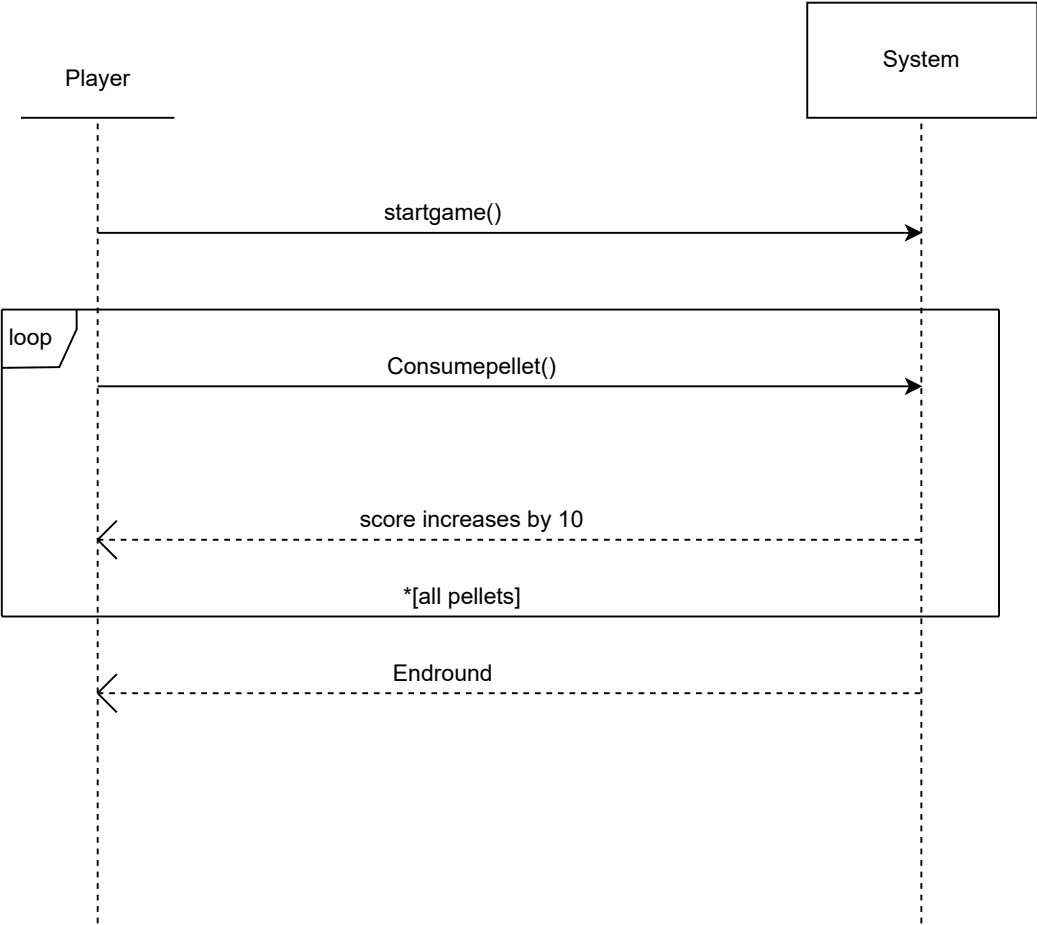 Player
System
startgame()
loop
Consumepellet()
score increases by 10
*[all pellets]
Endround